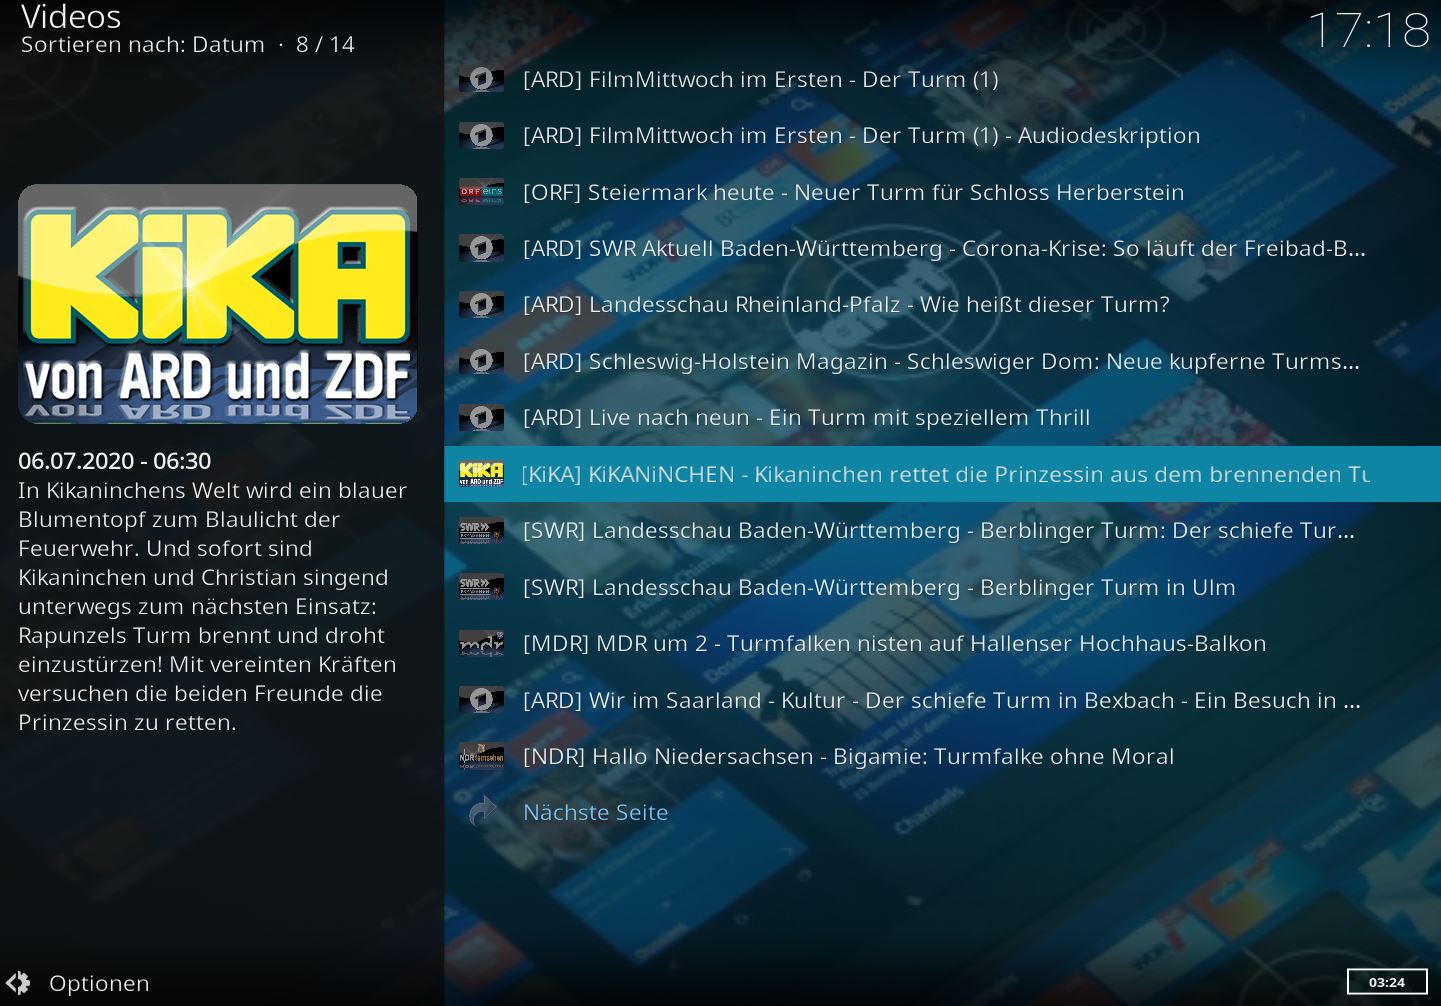 Videos
Sortieren nach: Datum · 8 / 14
17:18
KiKA
von ARD und ZDF
06.07.2020 - 06:30
In Kikaninchens Welt wird ein blauer
Blumentopf zum Blaulicht der
Feuerwehr. Und sofort sind
Kikaninchen und Christian singend
unterwegs zum nächsten Einsatz:
Rapunzels Turm brennt und droht
einzustürzen! Mit vereinten Kräften
versuchen die beiden Freunde die
Prinzessin zu retten.
[ARD] FilmMittwoch im Ersten - Der Turm (1)
[ARD] FilmMittwoch im Ersten - Der Turm (1) - Audiodeskription
[ORF] Steiermark heute - Neuer Turm für Schloss Herberstein
[ARD] SWR Aktuell Baden-Württemberg - Corona-Krise: So läuft der Freibad-B...
[ARD] Landesschau Rheinland-Pfalz - Wie heißt dieser Turm?
[ARD] Schleswig-Holstein Magazin - Schleswiger Dom: Neue kupferne Turms...
[ARD] Live nach neun - Ein Turm mit speziellem Thrill
[KiKA] KiKANiNCHEN - Kikaninchen rettet die Prinzessin aus dem brennenden Tu
[SWR] Landesschau Baden-Württemberg - Berblinger Turm: Der schiefe Tur...
[SWR] Landesschau Baden-Württemberg - Berblinger Turm in Ulm
[MDR] MDR um 2 - Turmfalken nisten auf Hallenser Hochhaus-Balkon
[ARD] Wir im Saarland - Kultur - Der schiefe Turm in Bexbach - Ein Besuch in ...
[NDR] Hallo Niedersachsen - Bigamie: Turmfalke ohne Moral
Nächste Seite
Optionen
03:24